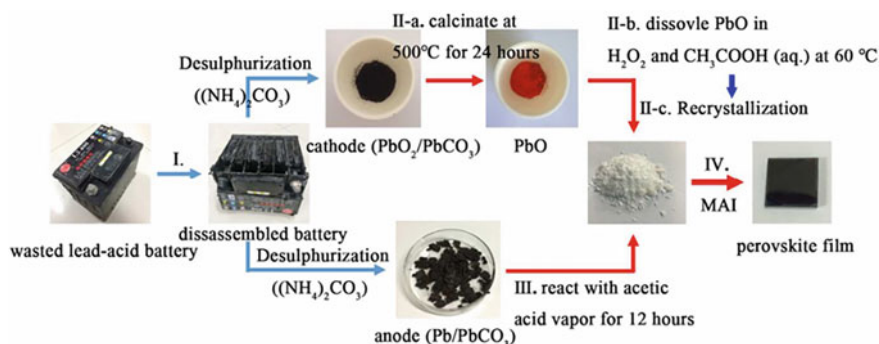 II-a. calcinate at
500℃ for 24 hours
II-b. dissovle PbO in
H₂O₂ and CH₃COOH (aq.) at 60 ℃
Desulphurization
((NH₄)₂CO₃)
II-c. Recrystallization
cathode (PbO₂/PbCO₃)
PbO
I.
IV.
MAI
wasted lead-acid battery
disassembled battery
perovskite film
Desulphurization
((NH₄)₂CO₃)
III. react with acetic
acid vapor for 12 hours
anode (Pb/PbCO₃)